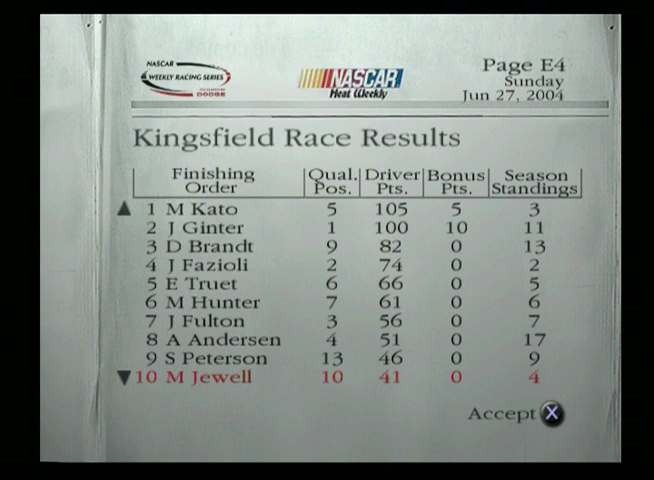 NASCAR
WEEKLY RACING SERIES
DODGE
NASCAR
Heat Weekly
Page E4
Sunday
Jun 27, 2004
Kingsfield Race Results
Finishing Order Qual. Pos. Driver Pts. Bonus Pts. Season Standings
1 M Kato 5 105 5 3
2 J Ginter 1 100 10 11
3 D Brandt 9 82 0 13
4 J Fazioli 2 74 0 2
5 E Truet 6 66 0 5
6 M Hunter 7 61 0 6
7 J Fulton 3 56 0 7
8 A Andersen 4 51 0 17
9 S Peterson 13 46 0 9
10 M Jewell 10 41 0 4
Accept X